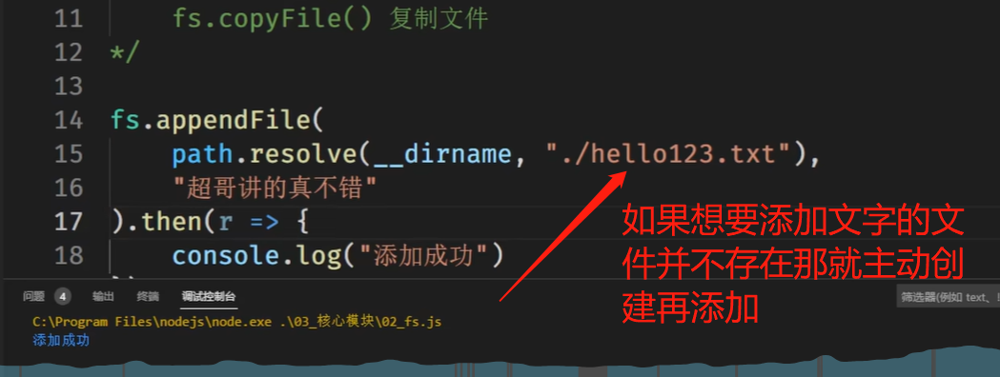 11 fs.copyFile() 复制文件
12 */
13
14 fs.appendFile(
15 path.resolve(__dirname, "./hello123.txt"),
16 "超哥讲的真不错"
17 ).then(r => {
18 console.log("添加成功")
如果想要添加文字的文
件并不存在那就主动创
建再添加
问题 4 输出 终端 调试控制台 筛选器(例如 text、
C:\Program Files\nodejs\node.exe .\03_核心模块\02_fs.js
添加成功